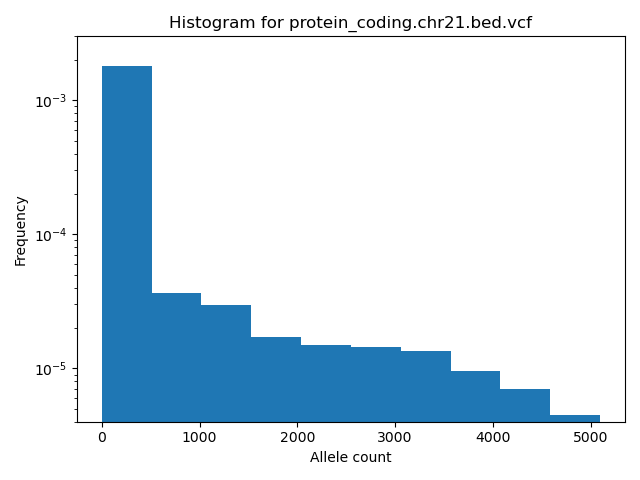 Histogram for protein_coding.chr21.bed.vcf
10⁻³
10⁻⁴
10⁻⁵
Frequency
0 1000 2000 3000 4000 5000
Allele count